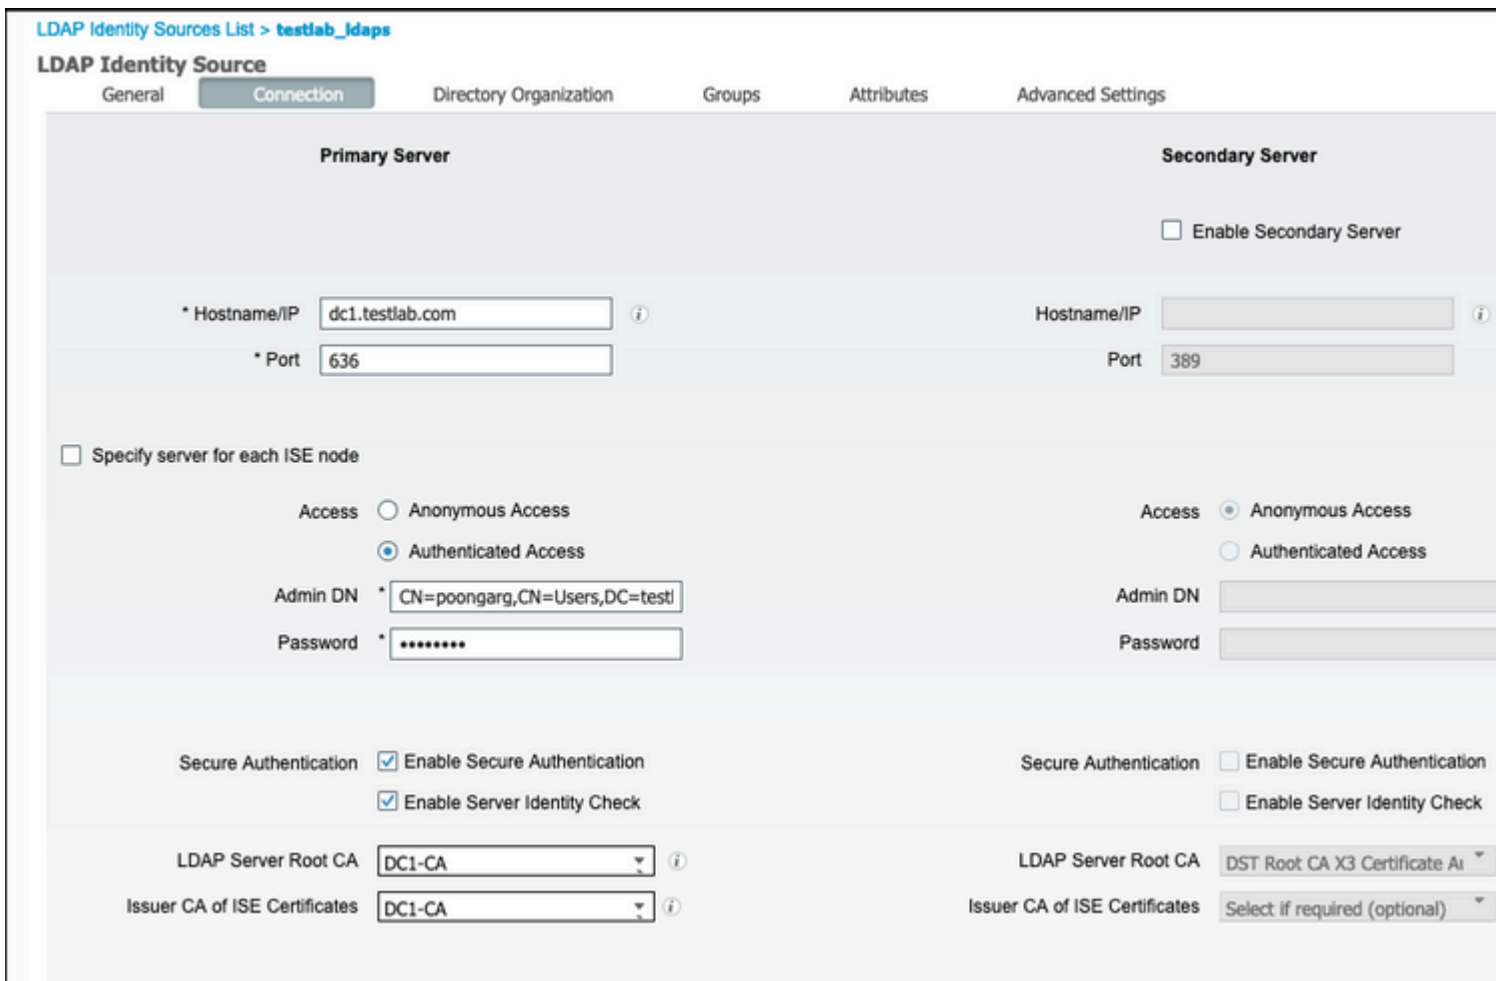 LDAP Identity Sources List > testlab_ldaps
LDAP Identity Source
General Connection Directory Organization Groups Attributes Advanced Settings
Primary Server Secondary Server
Enable Secondary Server
* Hostname/IP dc1.testlab.com Hostname/IP
* Port 636 Port 389
Specify server for each ISE node
Access Anonymous Access Access Anonymous Access
Authenticated Access Authenticated Access
Admin DN * CN=poongarg,CN=Users,DC=testl Admin DN
Password * •••••••• Password
Secure Authentication Enable Secure Authentication Secure Authentication Enable Secure Authentication
Enable Server Identity Check Enable Server Identity Check
LDAP Server Root CA DC1-CA LDAP Server Root CA DST Root CA X3 Certificate Au
Issuer CA of ISE Certificates DC1-CA Issuer CA of ISE Certificates Select if required (optional)